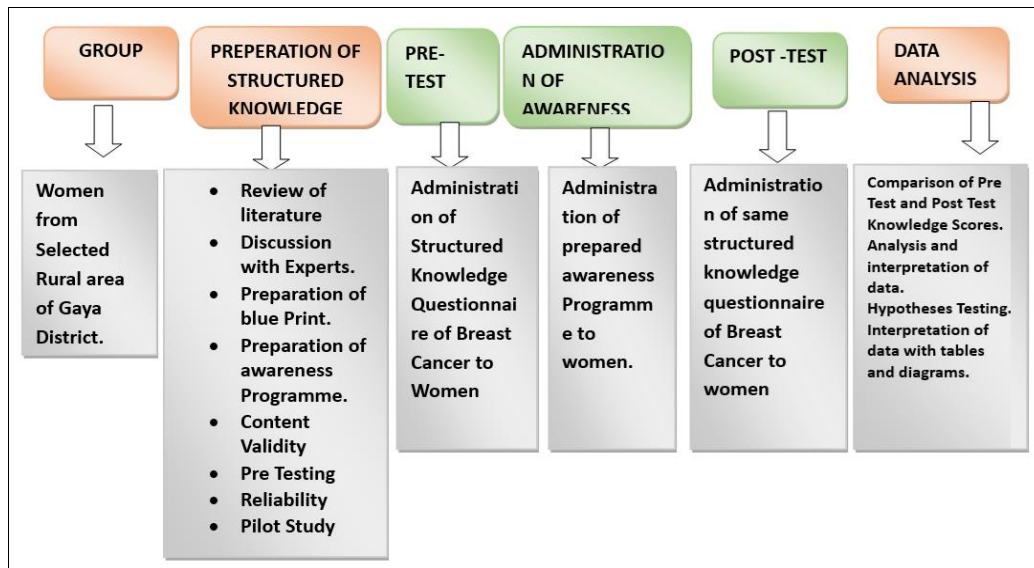 GROUP
PREPERATION OF
STRUCTURED
KNOWLEDGE
PRE-
TEST
ADMINISTRATIO
N OF
AWARENESS
POST -TEST
DATA
ANALYSIS
Women
from
Selected
Rural area
of Gaya
District.
• Review of
literature
• Discussion
with Experts.
• Preparation of
blue Print.
• Preparation of
awareness
Programme.
• Content
Validity
• Pre Testing
• Reliability
• Pilot Study
Administrati
on of
Structured
Knowledge
Questionnai
re of Breast
Cancer to
Women
Administra
tion of
prepared
awareness
Programm
e to
women.
Administratio
n of same
structured
knowledge
questionnaire
of Breast
Cancer to
women
Comparison of Pre
Test and Post Test
Knowledge Scores.
Analysis and
interpretation of
data.
Hypotheses Testing.
Interpretation of
data with tables
and diagrams.